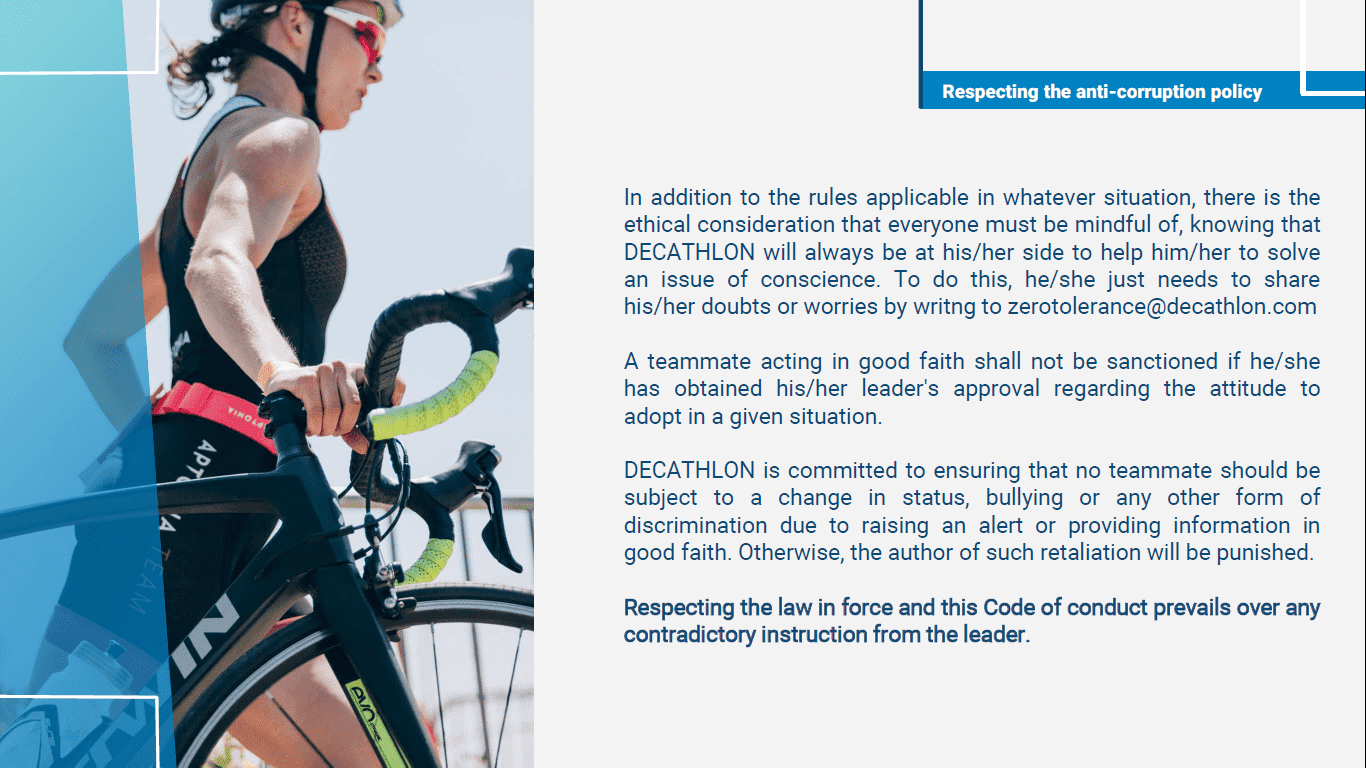 Respecting the anti-corruption policy
In addition to the rules applicable in whatever situation, there is the
ethical consideration that everyone must be mindful of, knowing that
DECATHLON will always be at his/her side to help him/her to solve
an issue of conscience. To do this, he/she just needs to share
his/her doubts or worries by writng to zerotolerance@decathlon.com
A teammate acting in good faith shall not be sanctioned if he/she
has obtained his/her leader's approval regarding the attitude to
adopt in a given situation.
DECATHLON is committed to ensuring that no teammate should be
subject to a change in status, bullying or any other form of
discrimination due to raising an alert or providing information in
good faith. Otherwise, the author of such retaliation will be punished.
Respecting the law in force and this Code of conduct prevails over any
contradictory instruction from the leader.
APTONIA
TEAM
EVO